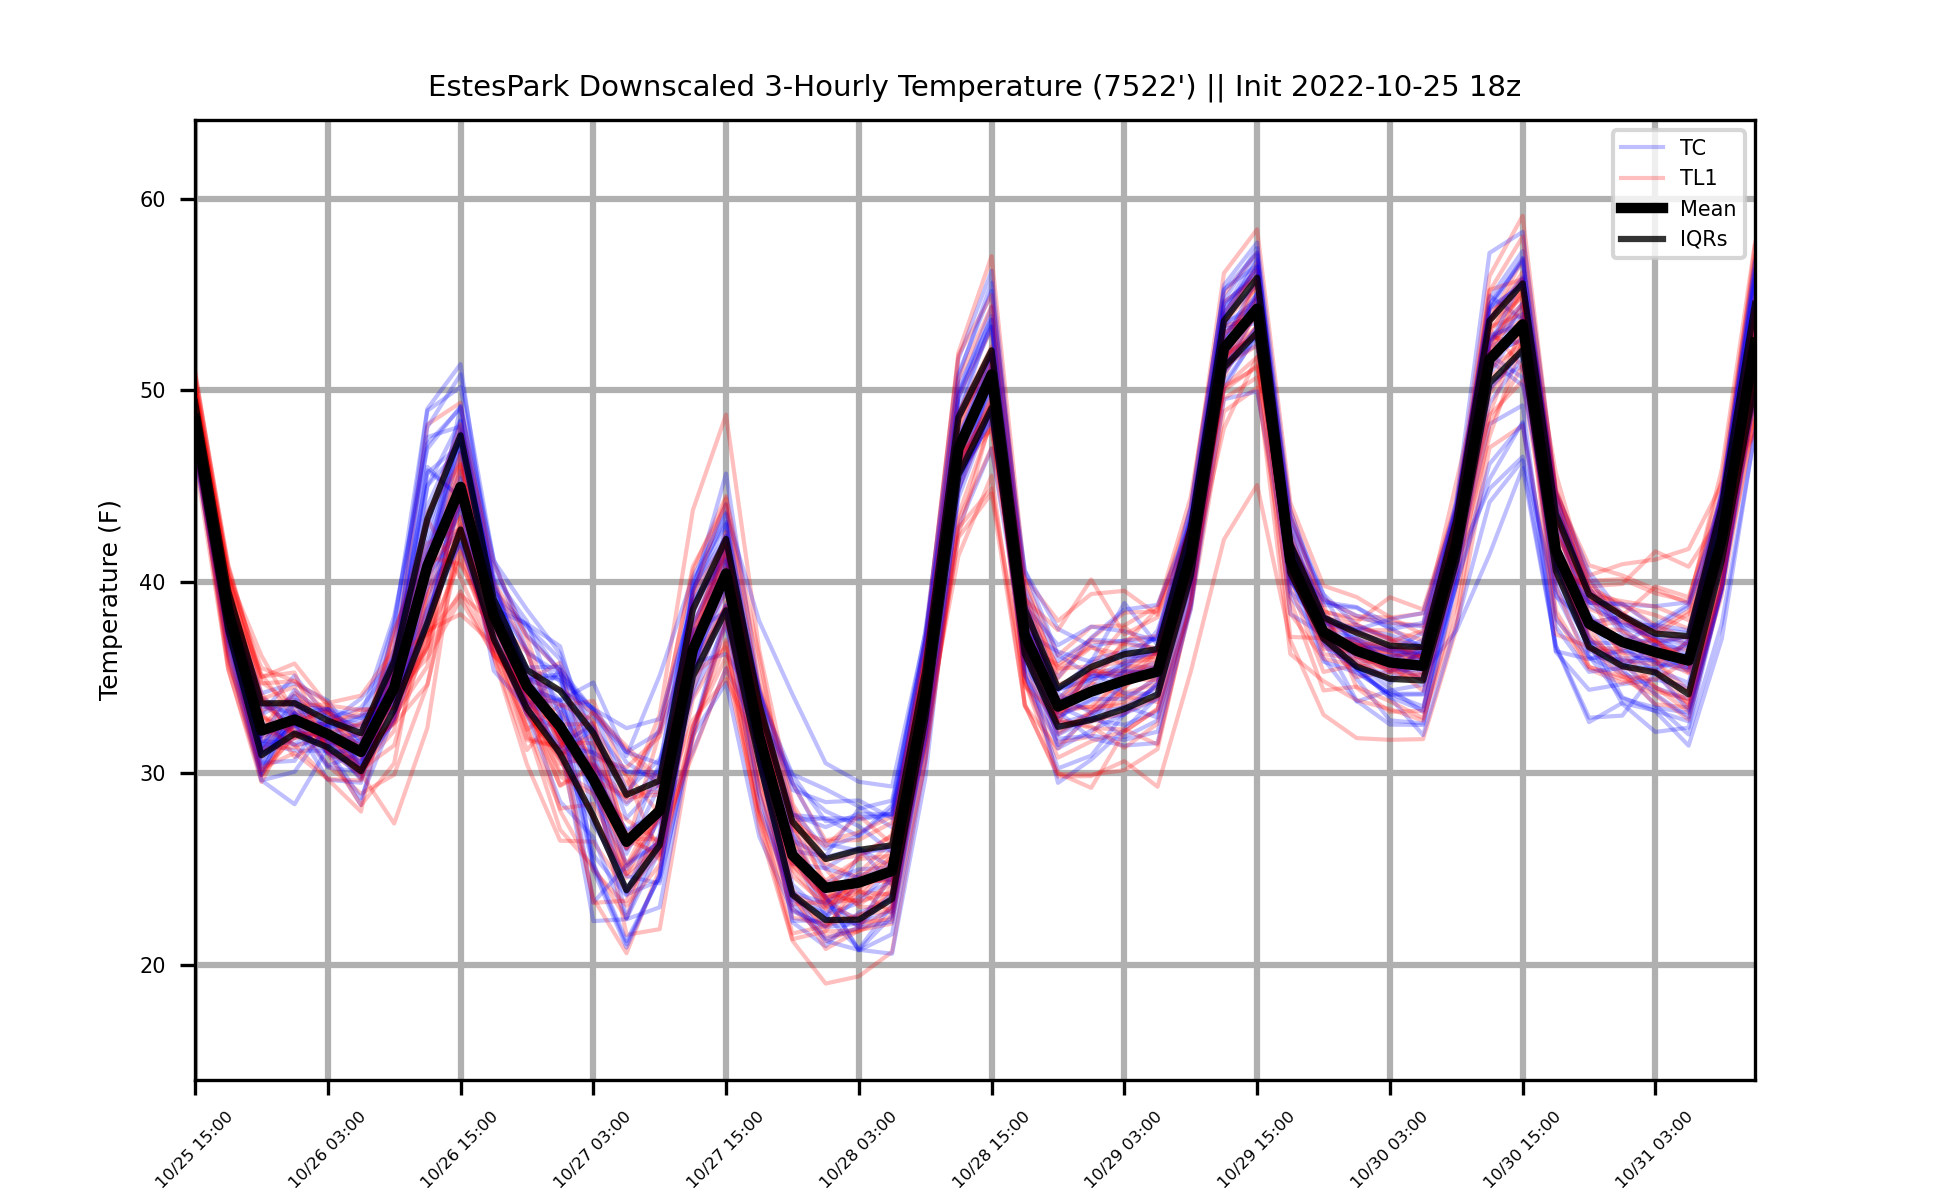 EstesPark Downscaled 3-Hourly Temperature (7522') || Init 2022-10-25 18z
TC
TL1
Mean
IQRs
Temperature (F)
60
50
40
30
20
10/25 15:00
10/26 03:00
10/26 15:00
10/27 03:00
10/27 15:00
10/28 03:00
10/28 15:00
10/29 03:00
10/29 15:00
10/30 03:00
10/30 15:00
10/31 03:00